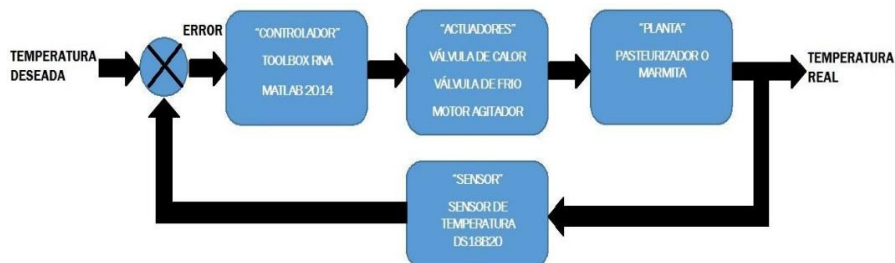 TEMPERATURA
DESEADA
ERROR
"CONTROLADOR"
TOOLBOX RNA
MATLAB 2014
"ACTUADORES"
VÁLVULA DE CALOR
VÁLVULA DE FRIO
MOTOR AGITADOR
"PLANTA"
PASTEURIZADOR O
MARMITA
TEMPERATURA
REAL
"SENSOR"
SENSOR DE
TEMPERATURA
DS18B20